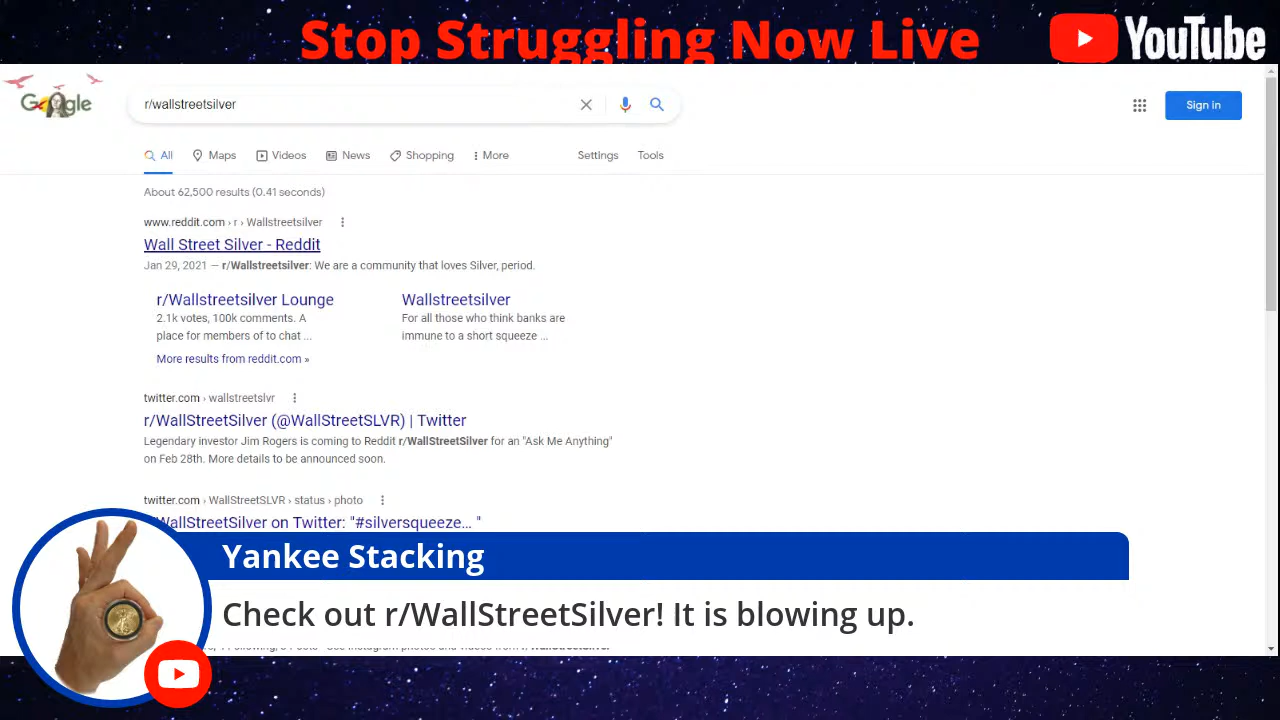 Stop Struggling Now Live
YouTube
Google
r/wallstreetsilver
Sign in
All Maps Videos News Shopping More Settings Tools
About 62,500 results (0.41 seconds)
www.reddit.com › r › Wallstreetsilver
Wall Street Silver - Reddit
Jan 29, 2021 — r/Wallstreetsilver: We are a community that loves Silver, period.
r/Wallstreetsilver Lounge
2.1k votes, 100k comments. A
place for members of to chat ...
Wallstreetsilver
For all those who think banks are
immune to a short squeeze ...
More results from reddit.com »
twitter.com › wallstreetslvr
r/WallStreetSilver (@WallStreetSLVR) | Twitter
Legendary investor Jim Rogers is coming to Reddit r/WallStreetSilver for an "Ask Me Anything"
on Feb 28th. More details to be announced soon.
twitter.com › WallStreetSLVR › status › photo
WallStreetSilver on Twitter: "#silversqueeze... "
Yankee Stacking
Check out r/WallStreetSilver! It is blowing up.